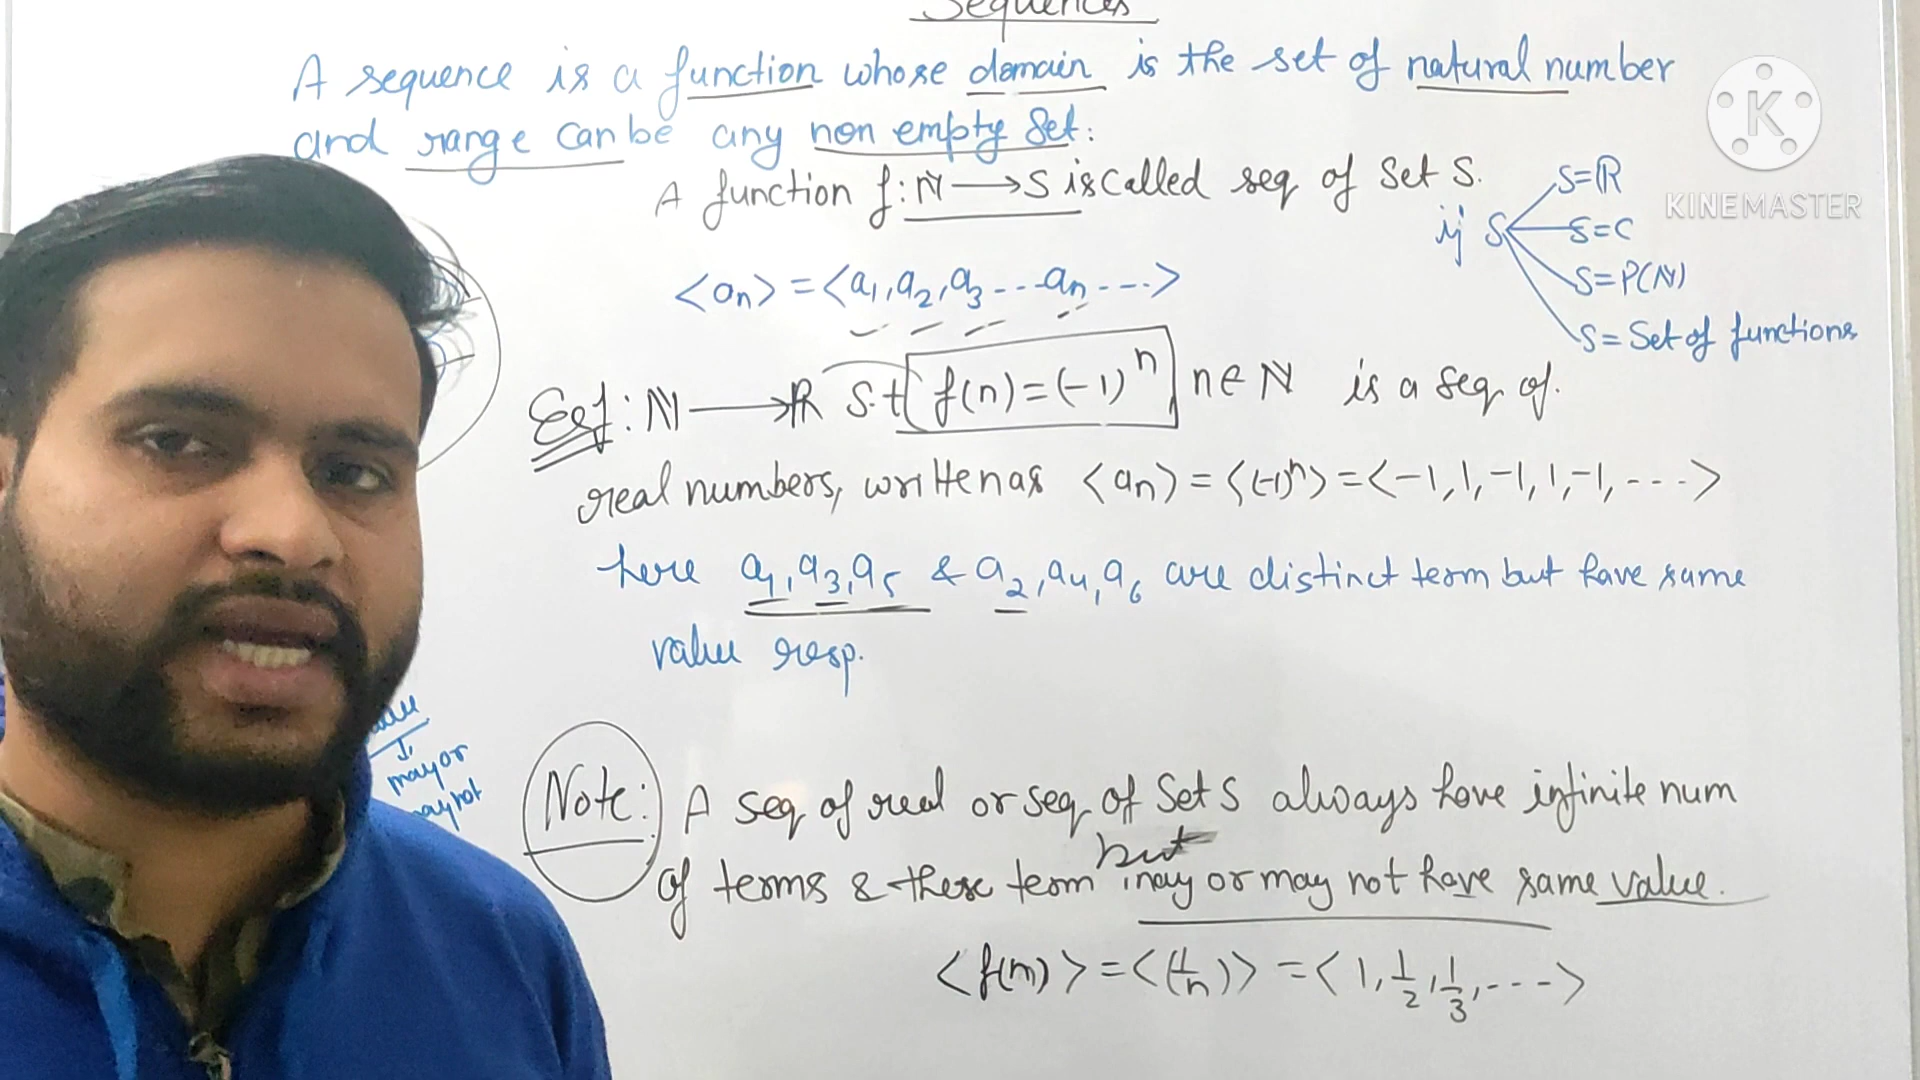 Sequences
A sequence is a function whose domain is the set of natural number
and range can be any non empty set:
A function f: ℕ ⟶ S is called seq of Set S.
if S
S=ℝ
S=C
S=P(ℕ)
S= Set of functions
<aₙ> = <a₁, a₂, a₃ --- aₙ ---->
Eg f: ℕ ⟶ ℝ s.t f(n) = (-1)ⁿ n∈ℕ is a seq of.
real numbers, written as <aₙ> = <(-1)ⁿ> = <-1, 1, -1, 1, -1, ---->
here a₁, a₃, a₅ & a₂, a₄, a₆ are distinct term but have same
value resp.
may or
may not
Note: A seq of real or seq of Set S always have infinite num
of terms & these term but may or may not have same value.
<f(n)> = <(1/n)> = <1, 1/2, 1/3, ---->
K
KINEMASTER